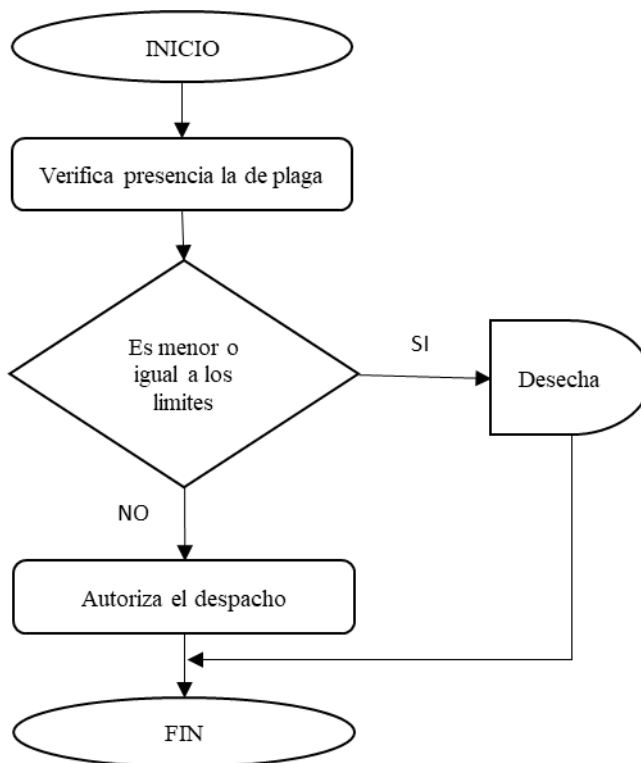 INICIO
Verifica presencia la de plaga
Es menor o
igual a los
limites
SI
Desecha
NO
Autoriza el despacho
FIN